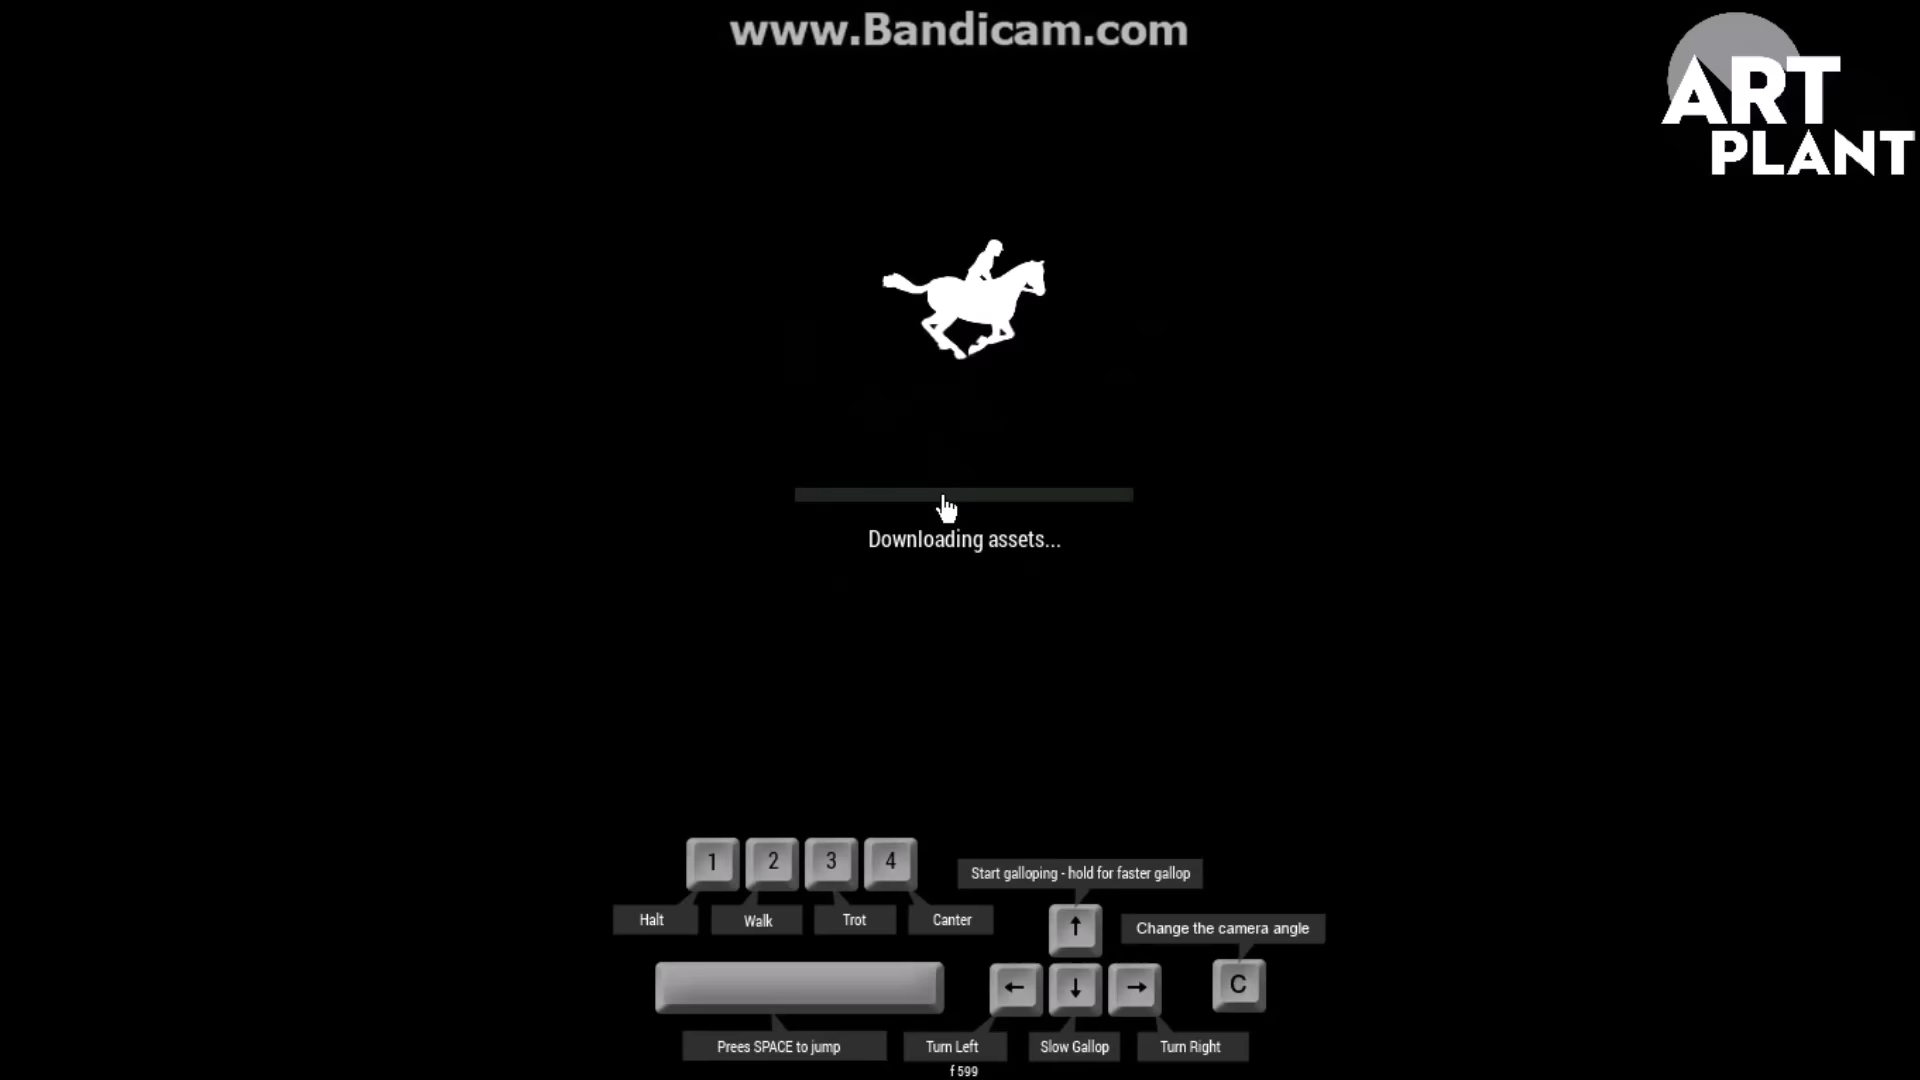 www.Bandicam.com
ART
PLANT
Downloading assets...
1 2 3 4
Start galloping - hold for faster gallop
Halt Walk Trot Canter
↑
Change the camera angle
← ↓ → C
Prees SPACE to jump Turn Left Slow Gallop Turn Right
f 599